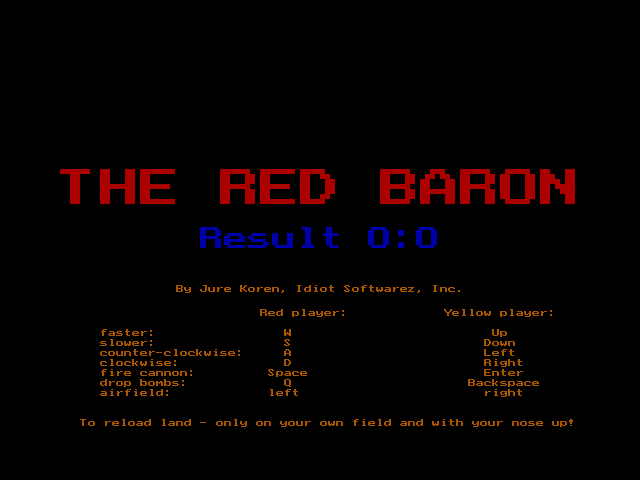 THE RED BARON
Result 0:0
By Jure Koren, Idiot Softwarez, Inc.
Red player: Yellow player:
faster: W Up
slower: S Down
counter-clockwise: A Left
clockwise: D Right
fire cannon: Space Enter
drop bombs: Q Backspace
airfield: left right
To reload land - only on your own field and with your nose up!